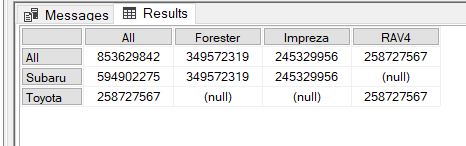 Messages Results
All Forester Impreza RAV4
All 853629842 349572319 245329956 258727567
Subaru 594902275 349572319 245329956 (null)
Toyota 258727567 (null) (null) 258727567